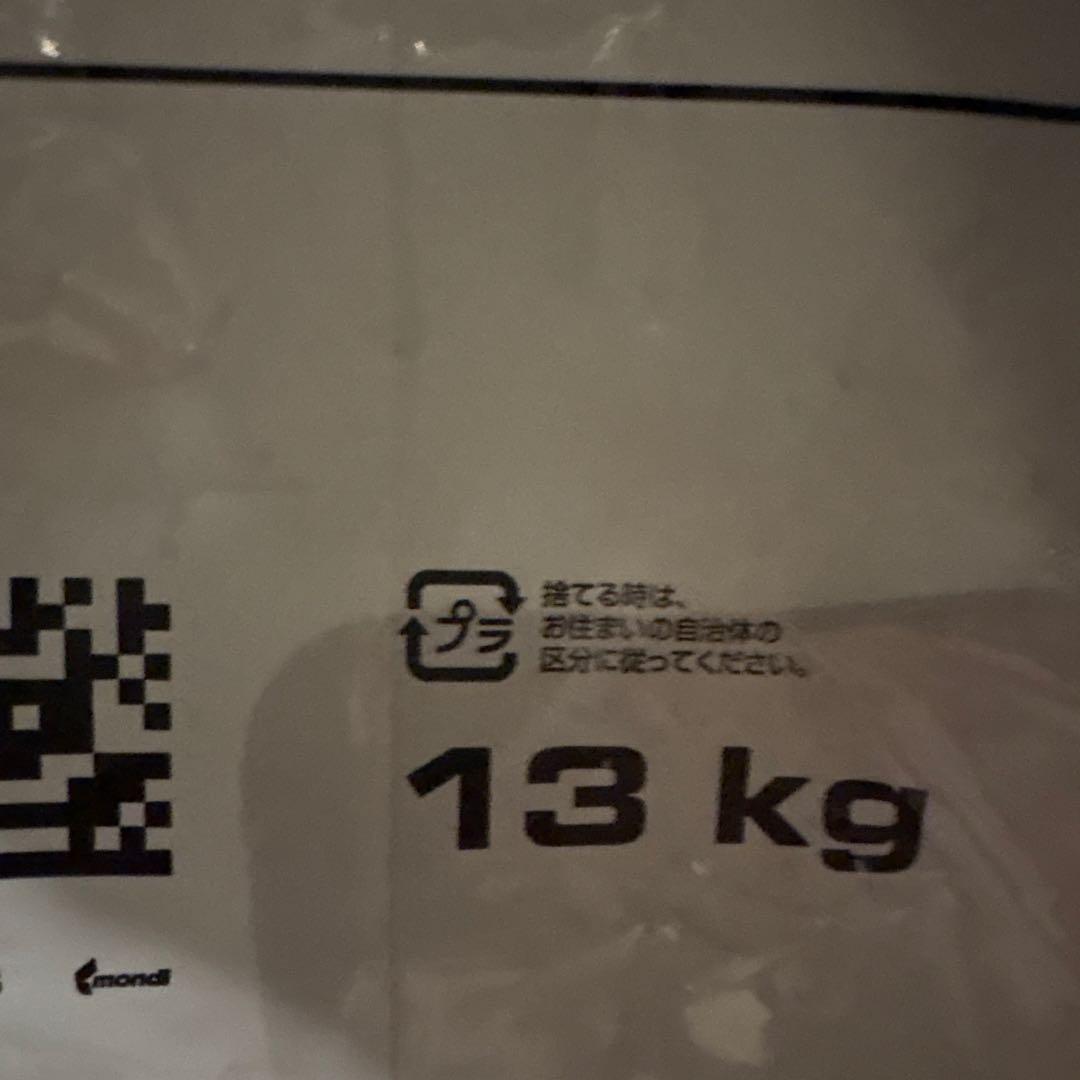 プラ
捨てる時は、
お住まいの自治体の
区分に従ってください。
13 kg
mondi